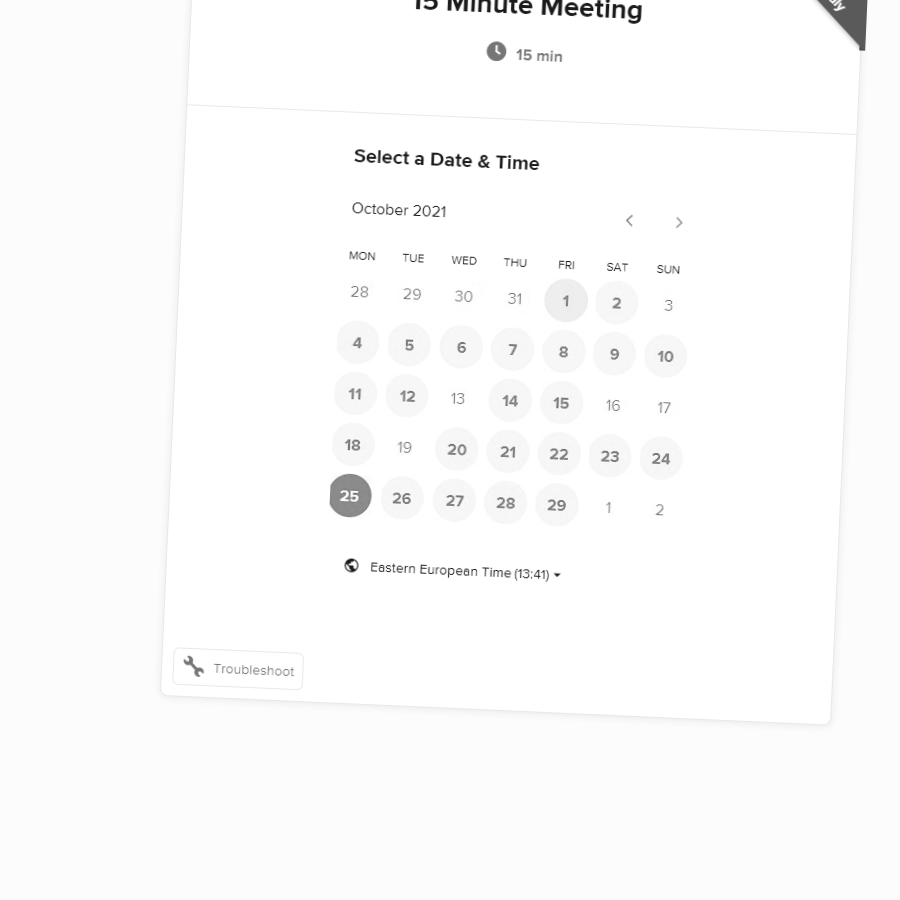 15 Minute Meeting
15 min
Select a Date & Time
October 2021
MON TUE WED THU FRI SAT SUN
28 29 30 31 1 2 3
4 5 6 7 8 9 10
11 12 13 14 15 16 17
18 19 20 21 22 23 24
25 26 27 28 29 1 2
Eastern European Time (13:41)
Troubleshoot